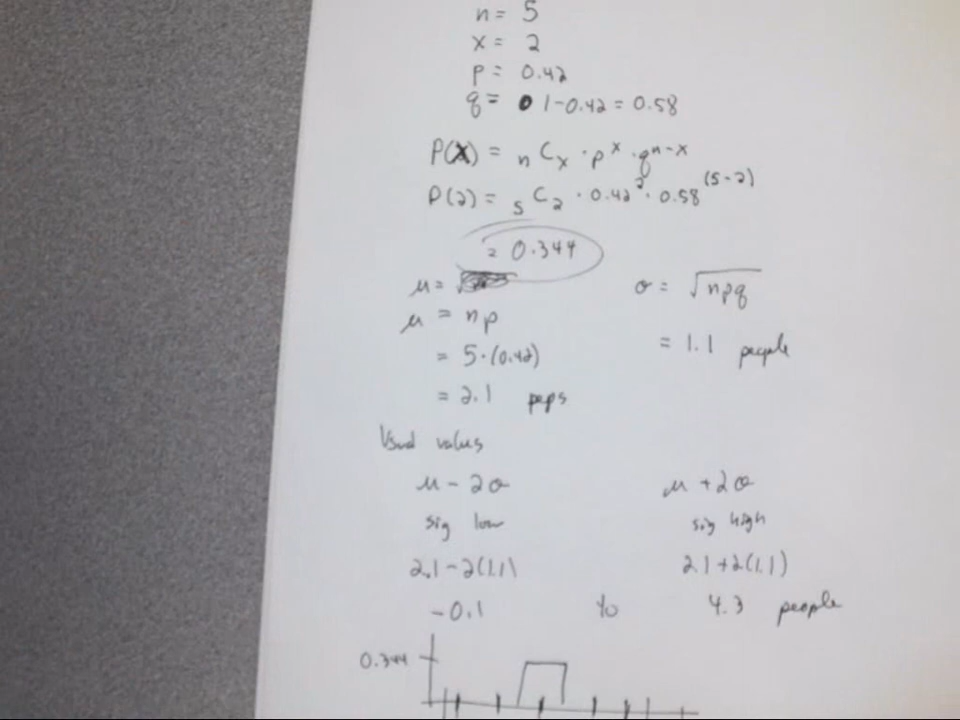 n = 5
x = 2
p = 0.42
q = 1-0.42 = 0.58
P(X) = nCx · p^x · q^n-x
P(2) = 5C2 · 0.42^2 · 0.58^(5-2)
= 0.344
μ =
μ = np
= 5·(0.42)
= 2.1 peps
σ = √npq
= 1.1 people
Usual values
μ - 2σ
sig low
2.1-2(1.1)
μ + 2σ
sig high
2.1+2(1.1)
-0.1 to 4.3 people
0.344